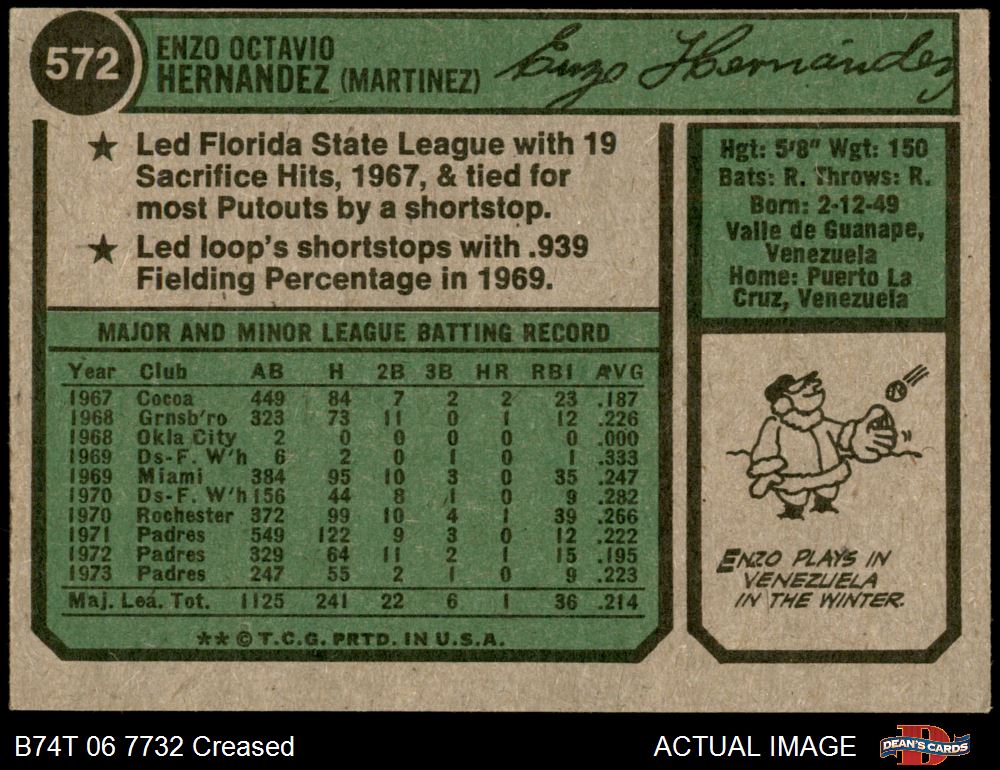 572
ENZO OCTAVIO
HERNANDEZ (MARTINEZ)
Enzo Hernández
★ Led Florida State League with 19
Sacrifice Hits, 1967, & tied for
most Putouts by a shortstop.
★ Led loop's shortstops with .939
Fielding Percentage in 1969.
MAJOR AND MINOR LEAGUE BATTING RECORD
Year Club AB H 2B 3B HR RBI AVG
1967 Cocoa 449 84 7 2 2 23 .187
1968 Grnsb'ro 323 73 11 0 1 12 .226
1968 Okla City 2 0 0 0 0 0 .000
1969 Ds-F. W'h 6 2 0 1 0 1 .333
1969 Miami 384 95 10 3 0 35 .247
1970 Ds-F. W'h 156 44 8 1 0 9 .282
1970 Rochester 372 99 10 4 1 39 .266
1971 Padres 549 122 9 3 0 12 .222
1972 Padres 329 64 11 2 1 15 .195
1973 Padres 247 55 2 1 0 9 .223
Maj. Lea. Tot. 1125 241 22 6 1 36 .214
** © T.C.G. PRTD. IN U.S.A.
Hgt: 5'8" Wgt: 150
Bats: R. Throws: R.
Born: 2-12-49
Valle de Guanape,
Venezuela
Home: Puerto La
Cruz, Venezuela
ENZO PLAYS IN
VENEZUELA
IN THE WINTER.
B74T 06 7732 Creased
ACTUAL IMAGE
D
DEAN'S CARDS